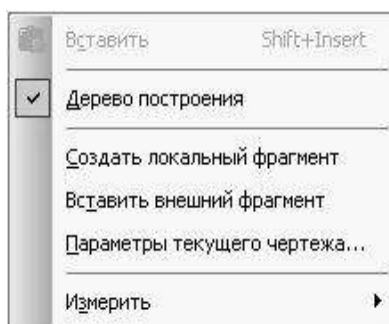 Вставить Shift+Insert
Дерево построения
Создать локальный фрагмент
Вставить внешний фрагмент
Параметры текущего чертежа...
Измерить